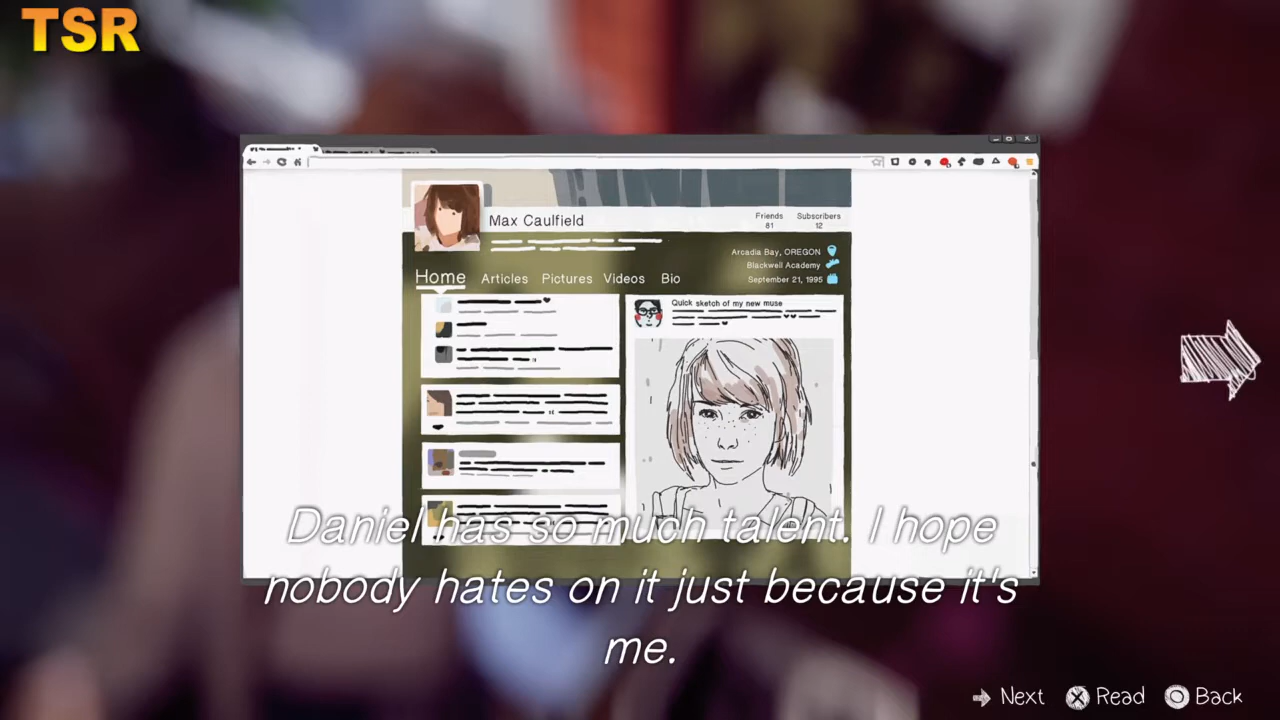 TSR
Max Caulfield
Friends
81
Subscribers
12
Arcadia Bay, OREGON
Blackwell Academy
September 21, 1995
Home Articles Pictures Videos Bio
Quick sketch of my new muse
Daniel has so much talent. I hope
nobody hates on it just because it's
me.
Next Read Back